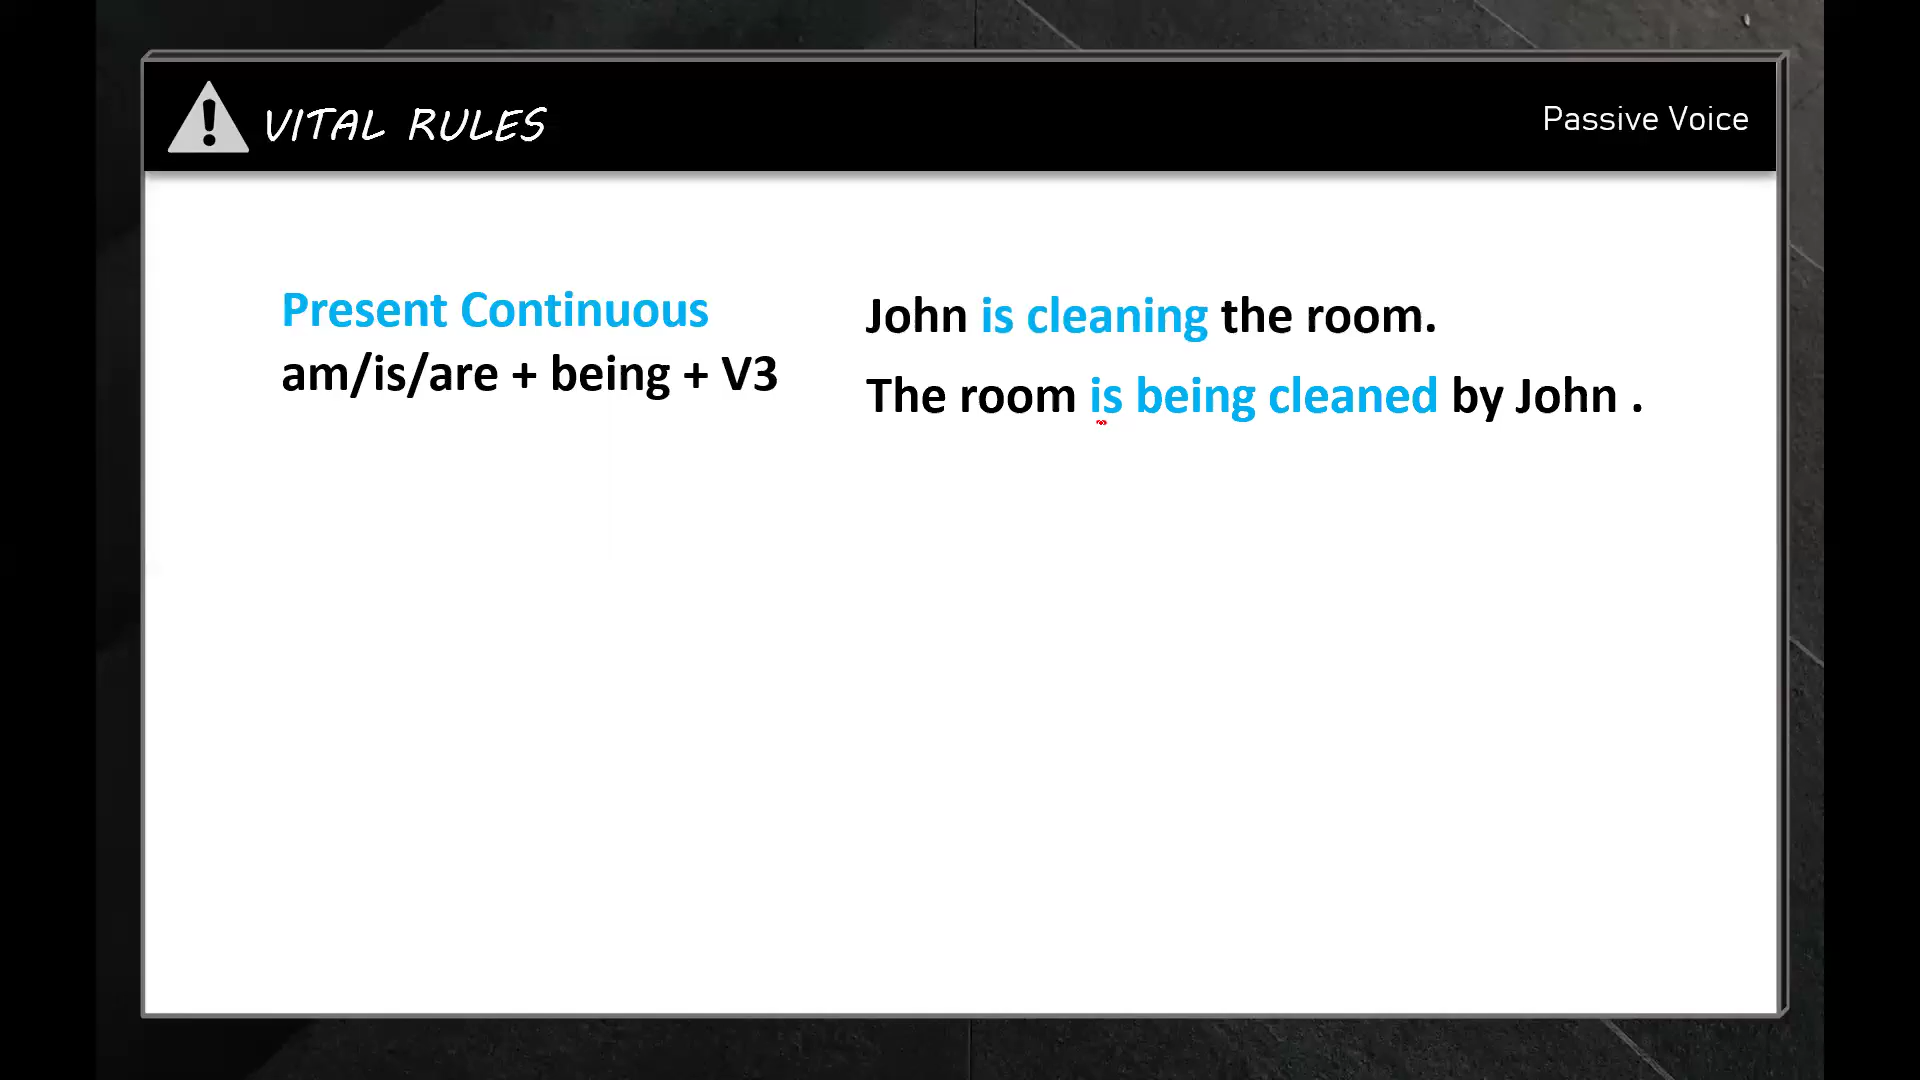 VITAL RULES
Passive Voice
Present Continuous
am/is/are + being + V3
John is cleaning the room.
The room is being cleaned by John .